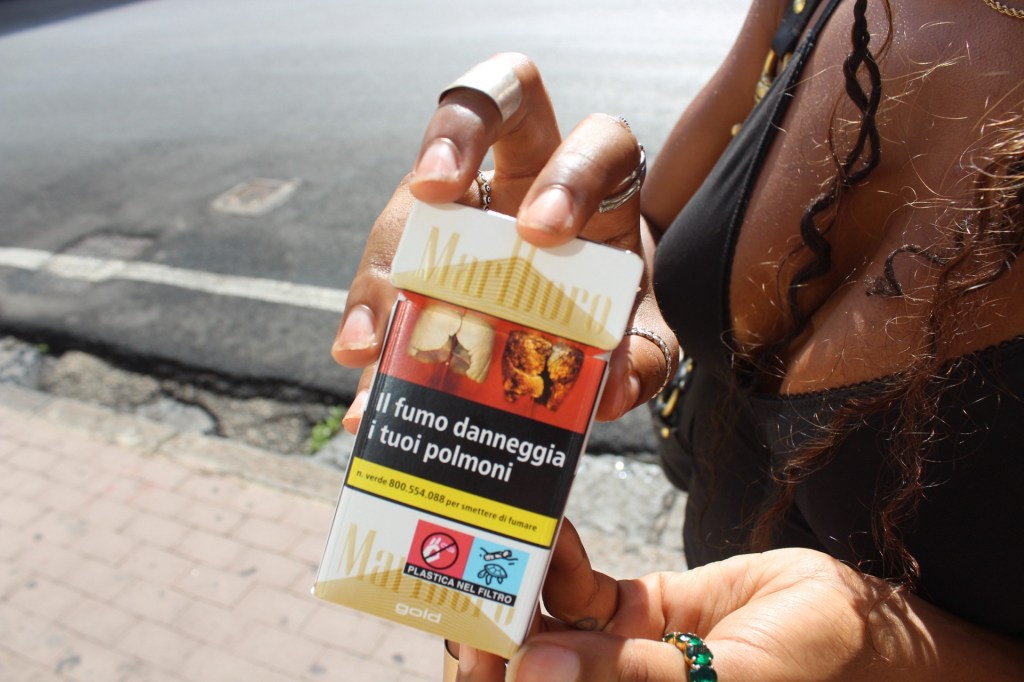 Marlboro
Il fumo danneggia
i tuoi polmoni
n. verde 800.554.088 per smettere di fumare
Marlboro
PLASTICA NEL FILTRO
gold